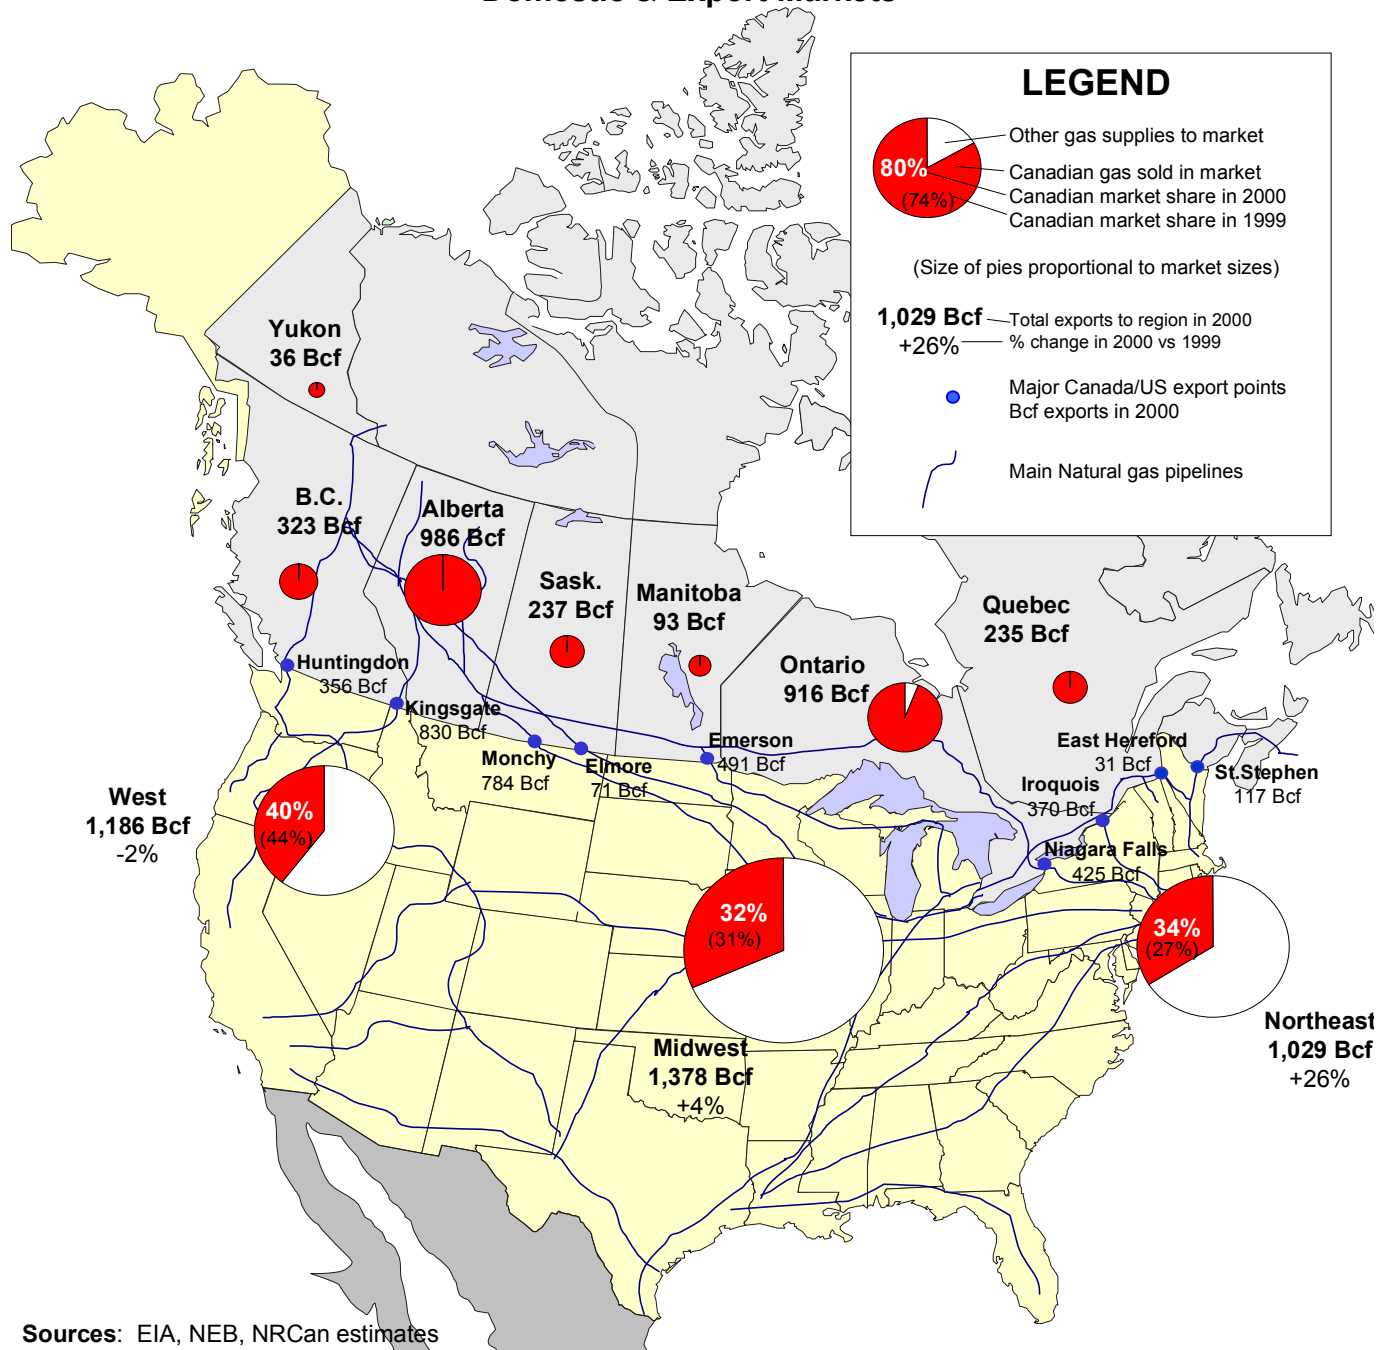 Domestic & Export Markets
LEGEND
Other gas supplies to market
Canadian gas sold in market
80%
Canadian market share in 2000
(74%)
Canadian market share in 1999
(Size of pies proportional to market sizes)
1,029 Bcf
Total exports to region in 2000
+26%
% change in 2000 vs 1999
Major Canada/US export points
Bcf exports in 2000
Main Natural gas pipelines
Yukon
36 Bcf
B.C.
323 Bcf
Alberta
986 Bcf
Sask.
237 Bcf
Manitoba
93 Bcf
Ontario
916 Bcf
Quebec
235 Bcf
Huntingdon
356 Bcf
Kingsgate
830 Bcf
Monchy
784 Bcf
Elmore
71 Bcf
Emerson
491 Bcf
East Hereford
31 Bcf
St.Stephen
117 Bcf
Iroquois
370 Bcf
Niagara Falls
425 Bcf
West
1,186 Bcf
-2%
40%
(44%)
32%
(31%)
Midwest
1,378 Bcf
+4%
34%
(27%)
Northeast
1,029 Bcf
+26%
Sources: EIA, NEB, NRCan estimates